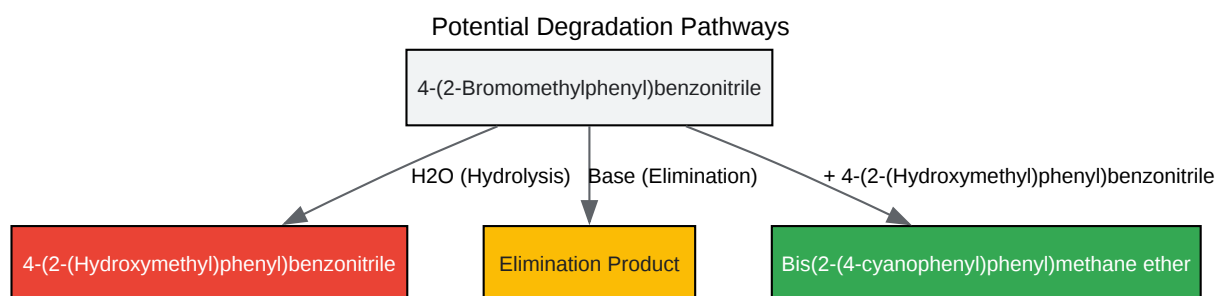 Potential Degradation Pathways
4-(2-Bromomethylphenyl)benzonitrile
H2O (Hydrolysis)
Base (Elimination)
+ 4-(2-(Hydroxymethyl)phenyl)benzonitrile
4-(2-(Hydroxymethyl)phenyl)benzonitrile
Elimination Product
Bis(2-(4-cyanophenyl)phenyl)methane ether